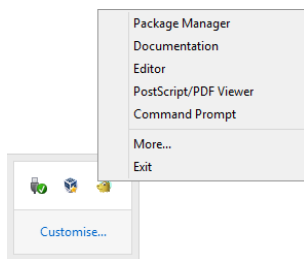 Package Manager
Documentation
Editor
PostScript/PDF Viewer
Command Prompt
More...
Exit
Customise...